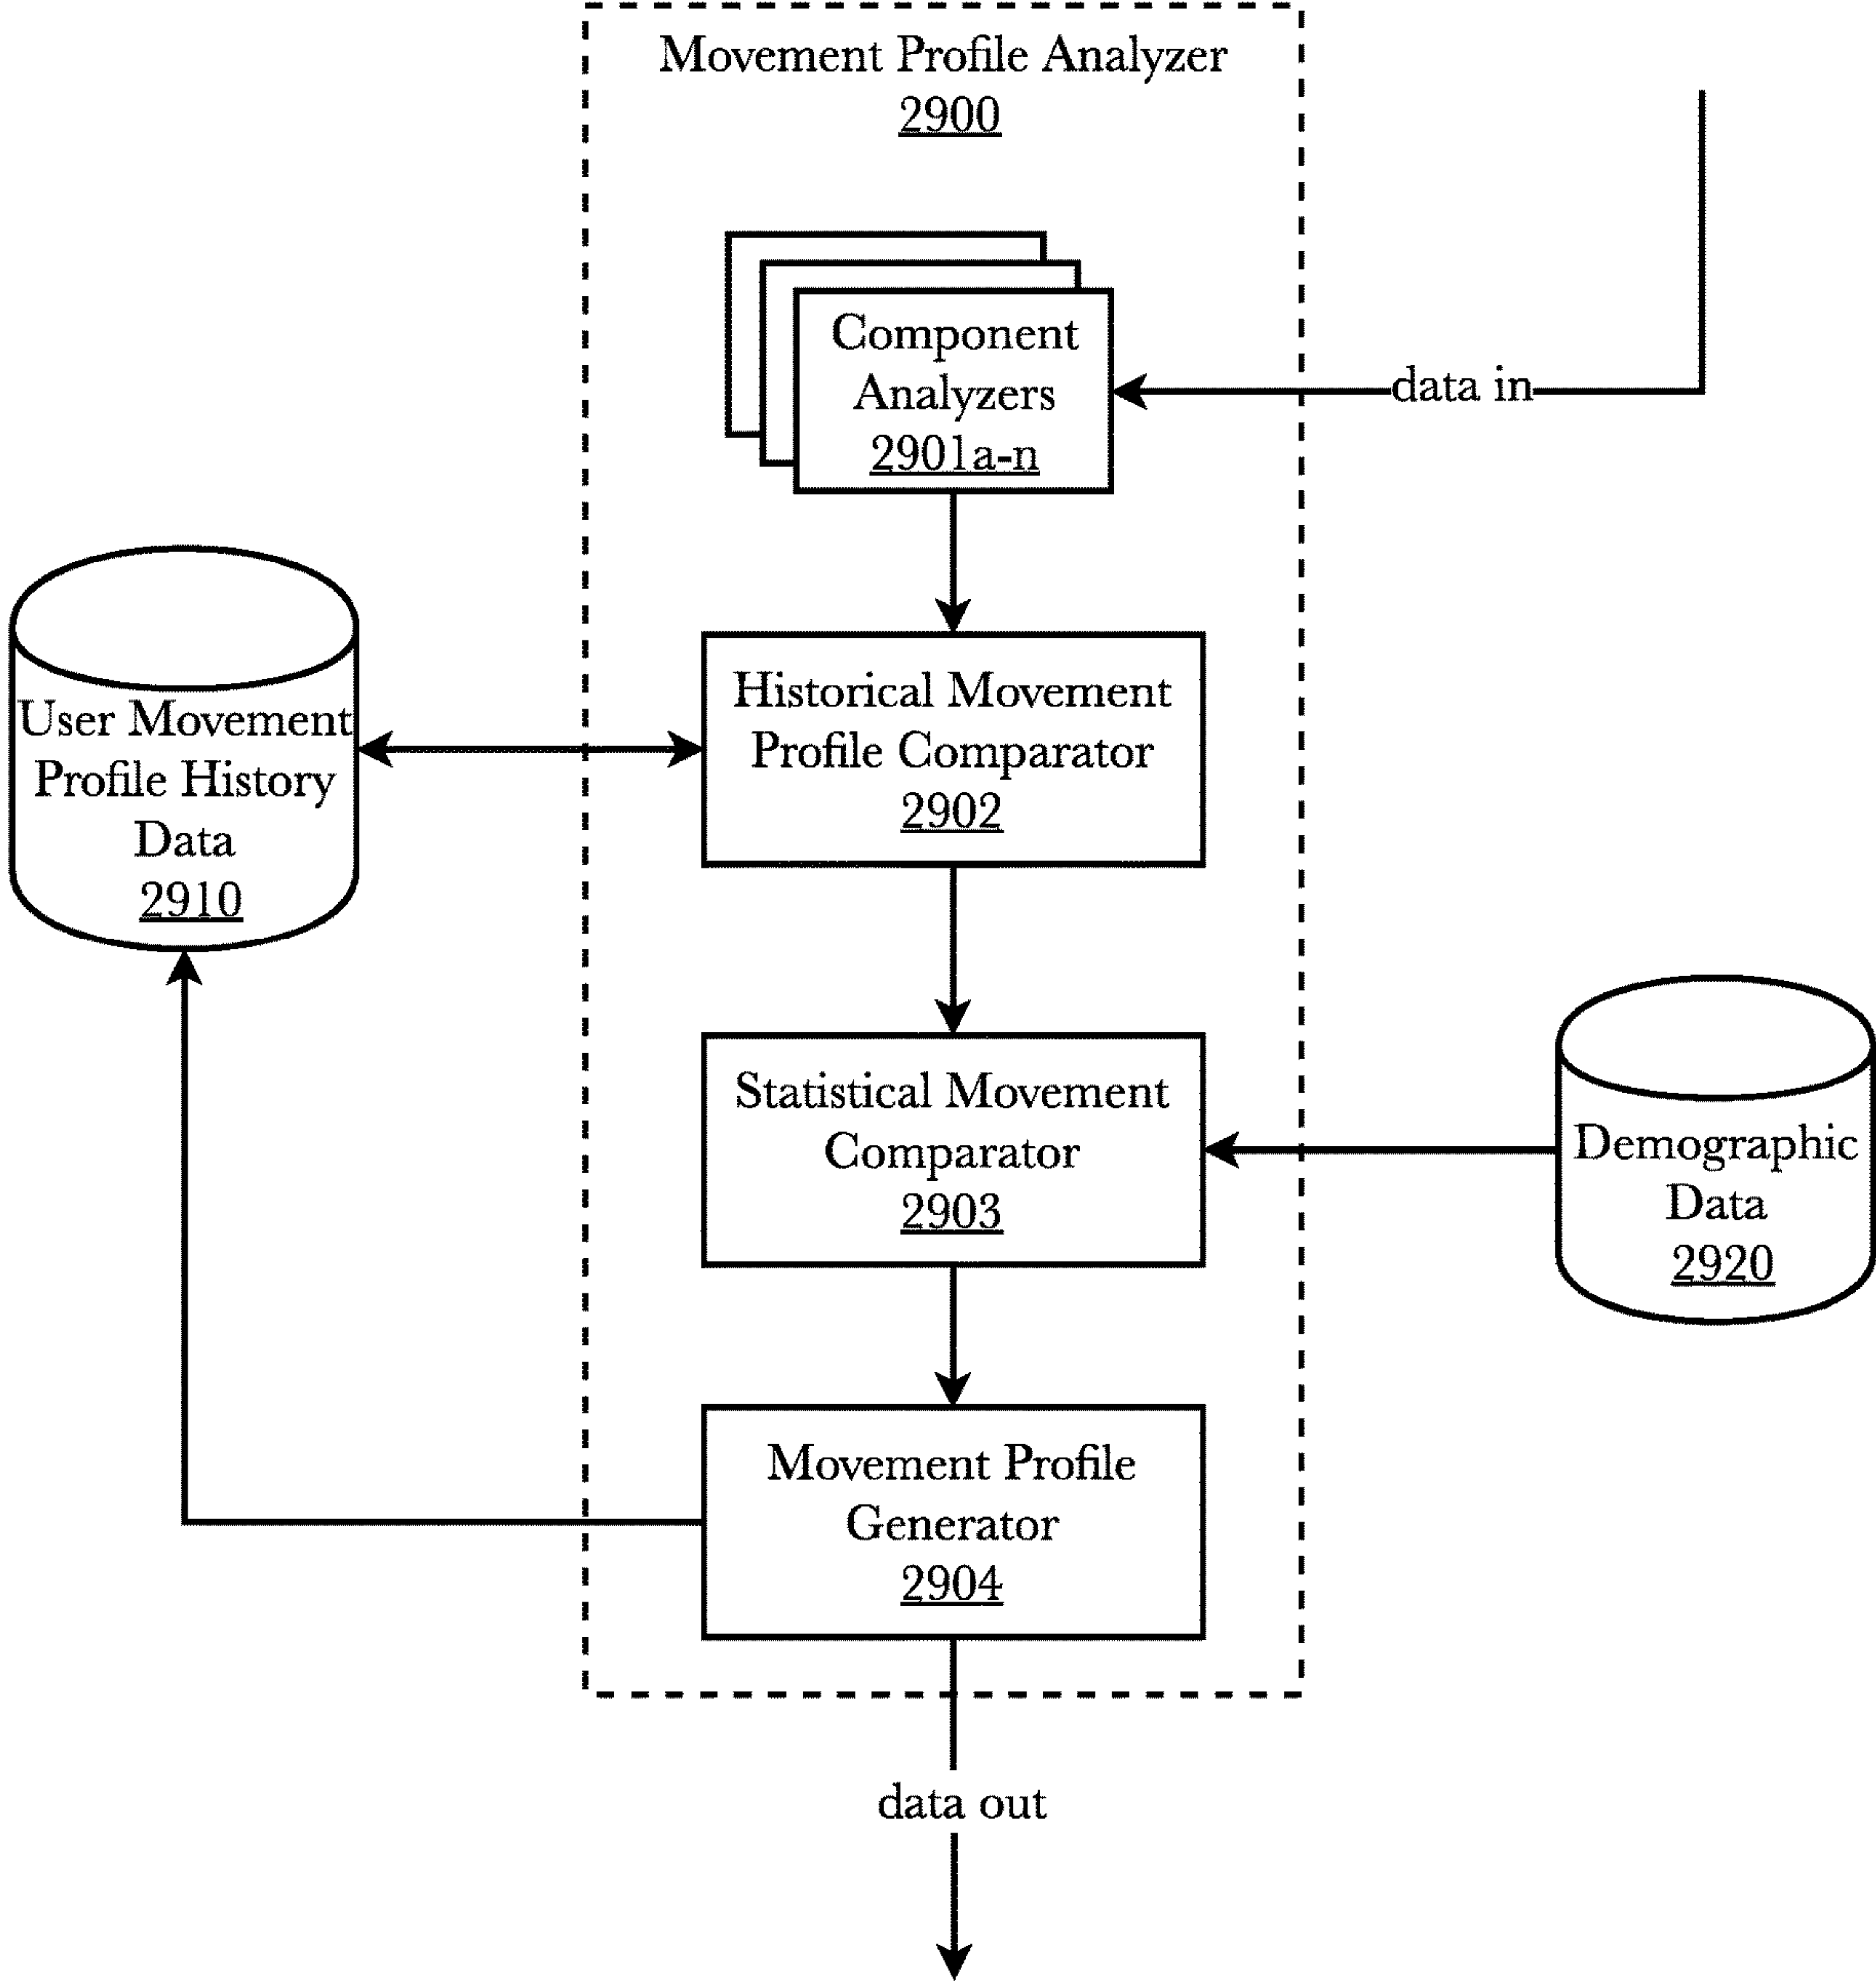 Movement Profile Analyzer
2900
Component
Analyzers
2901a-n
data in
Historical Movement
Profile Comparator
2902
User Movement
Profile History
Data
2910
Statistical Movement
Comparator
2903
Demographic
Data
2920
Movement Profile
Generator
2904
data out